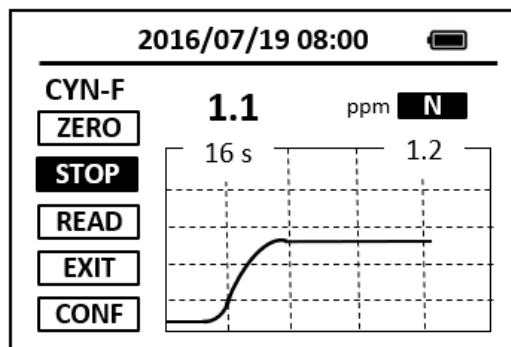 2016/07/19 08:00
CYN-F
1.1 ppm N
ZERO
16 s 1.2
STOP
READ
EXIT
CONF